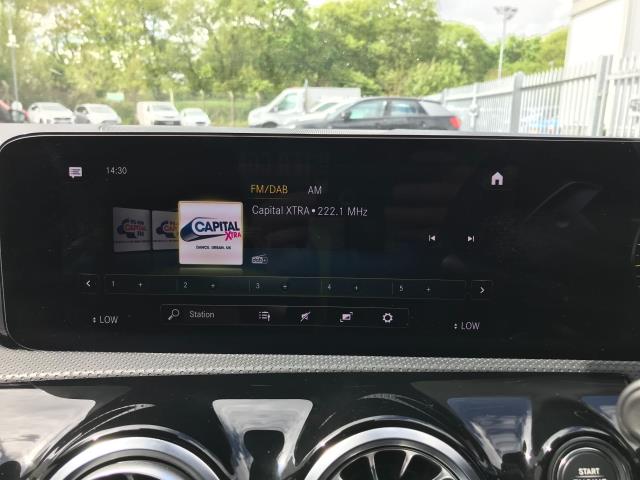 14:30
FM/DAB AM
Capital XTRA • 222.1 MHz
CAPITAL
XTRA
DANCE. URBAN. UK
1 + 2 + 3 + 4 + 5 +
Station
LOW LOW
START
ENGINE